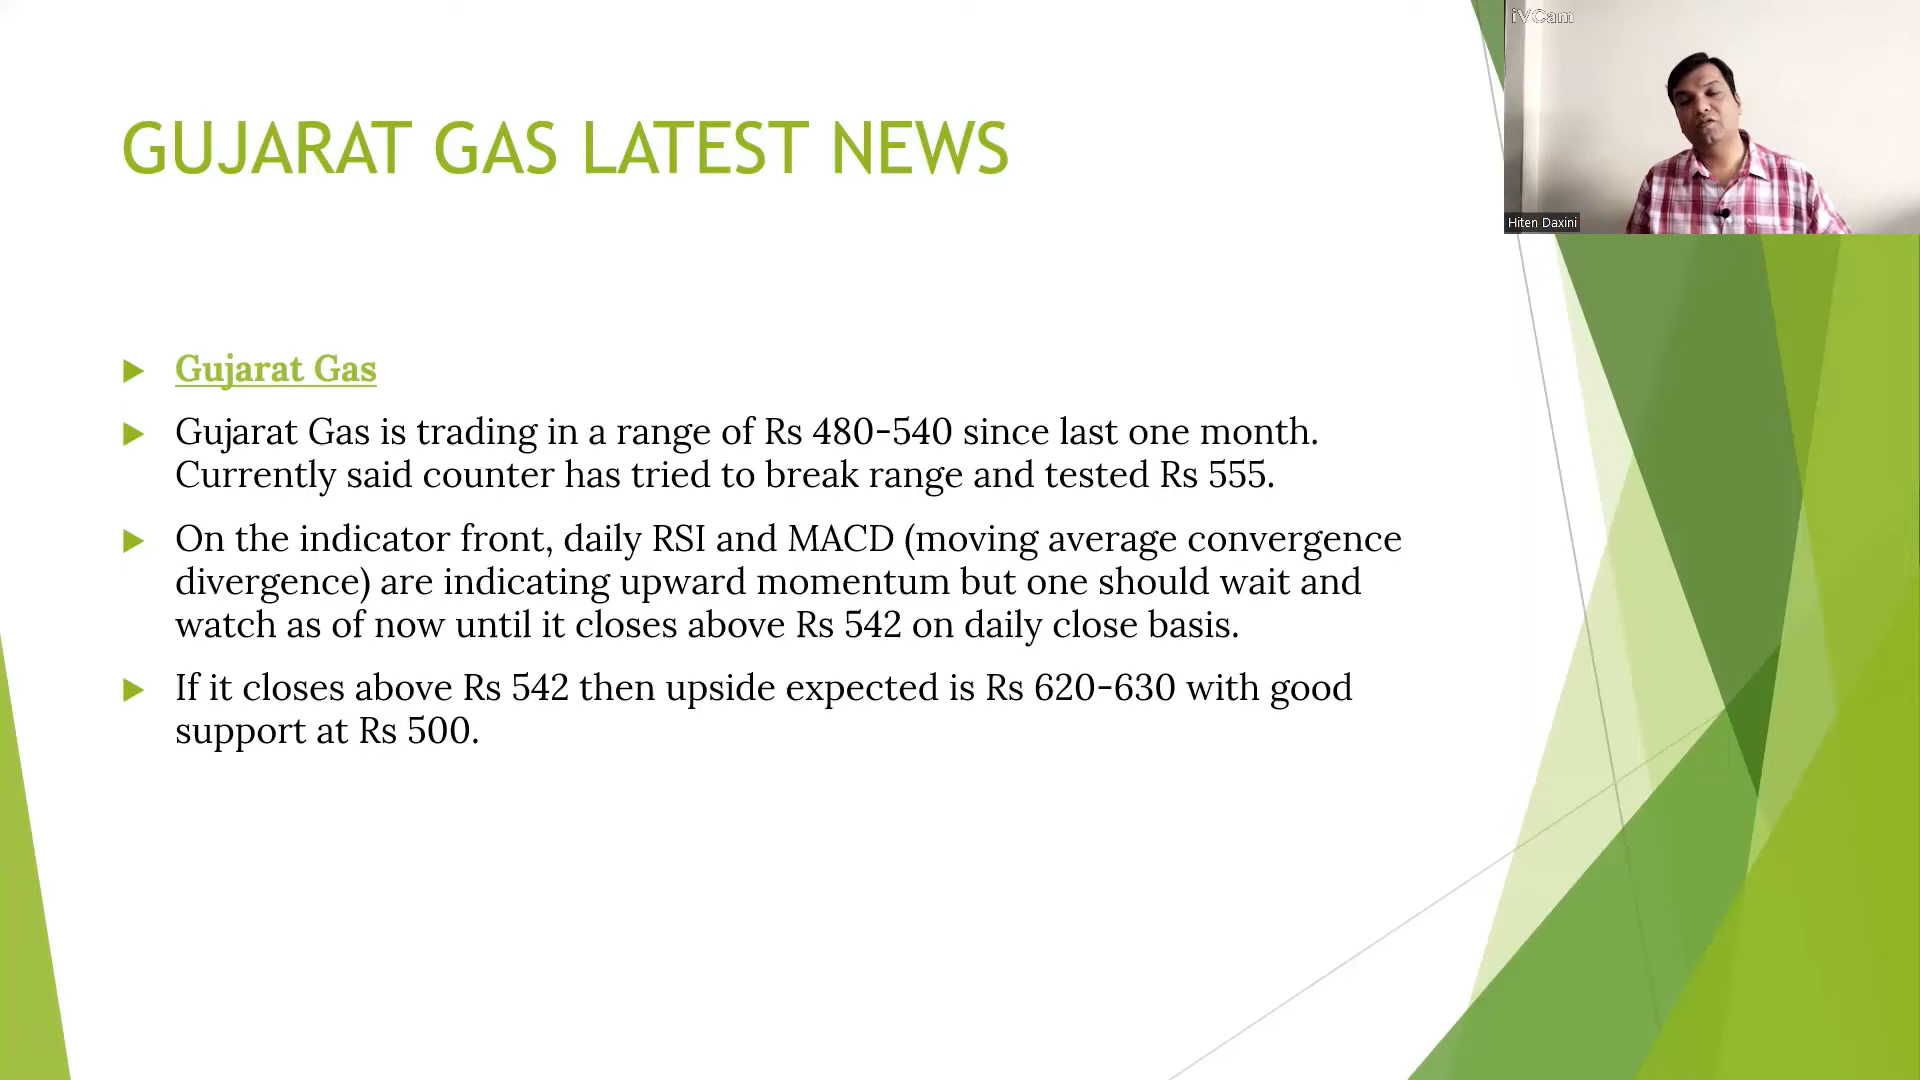 iVCam
GUJARAT GAS LATEST NEWS
Hiten Daxini
Gujarat Gas
Gujarat Gas is trading in a range of Rs 480-540 since last one month.
Currently said counter has tried to break range and tested Rs 555.
On the indicator front, daily RSI and MACD (moving average convergence
divergence) are indicating upward momentum but one should wait and
watch as of now until it closes above Rs 542 on daily close basis.
If it closes above Rs 542 then upside expected is Rs 620-630 with good
support at Rs 500.